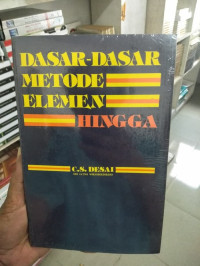 DASAR-DASAR
METODE
ELEMEN
HINGGA
C.S. DESAI